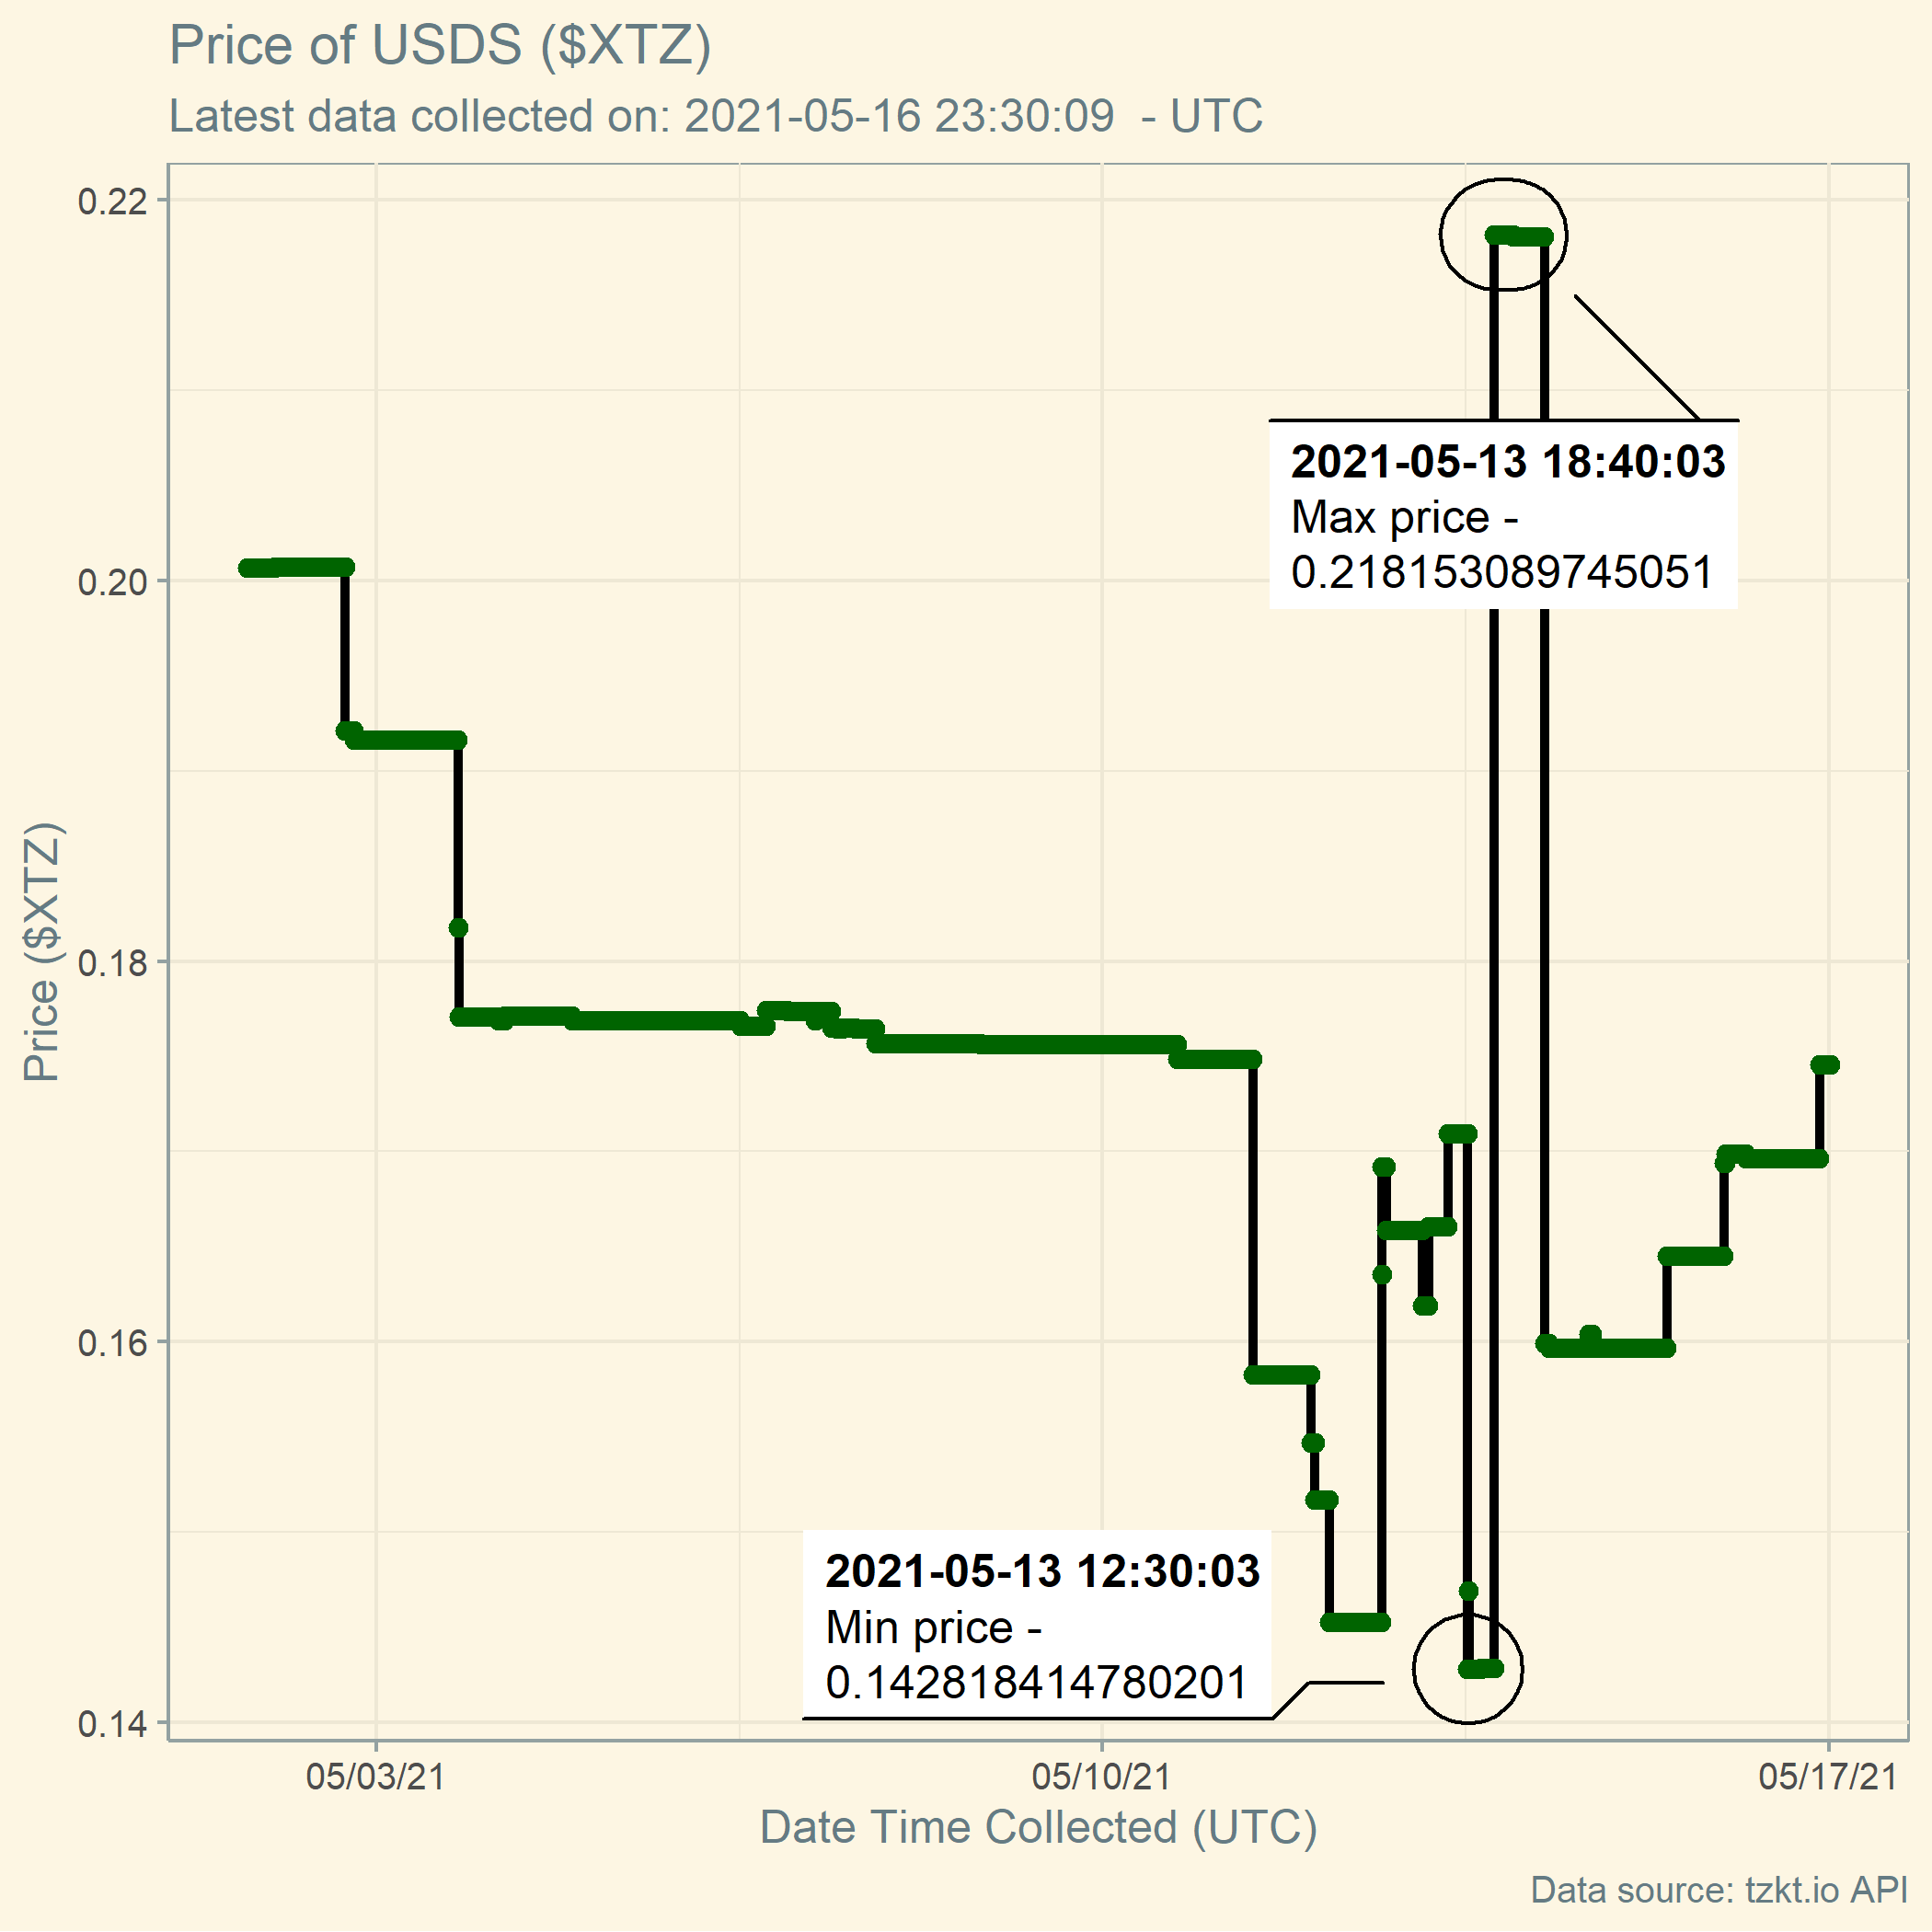 Price of USDS ($XTZ)
Latest data collected on: 2021-05-16 23:30:09  - UTC
0.22
0.20
0.18
0.16
0.14
Price ($XTZ)
2021-05-13 18:40:03
Max price -
0.218153089745051
2021-05-13 12:30:03
Min price -
0.142818414780201
05/03/21
05/10/21
05/17/21
Date Time Collected (UTC)
Data source: tzkt.io API